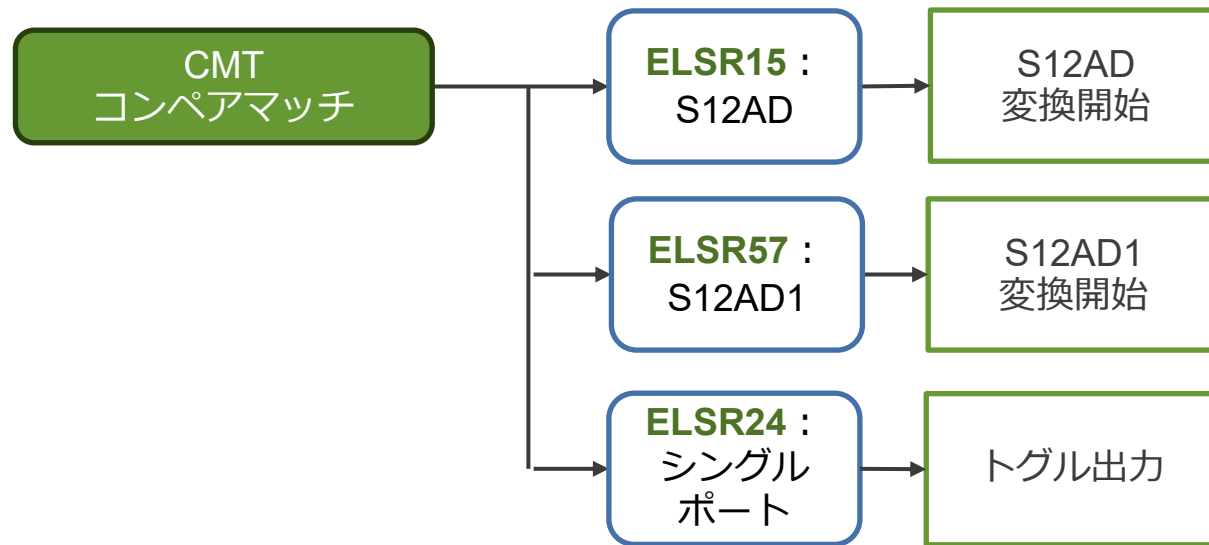 CMT
コンペアマッチ
ELSR15：
S12AD
S12AD
変換開始
ELSR57：
S12AD1
S12AD1
変換開始
ELSR24：
シングル
ポート
トグル出力